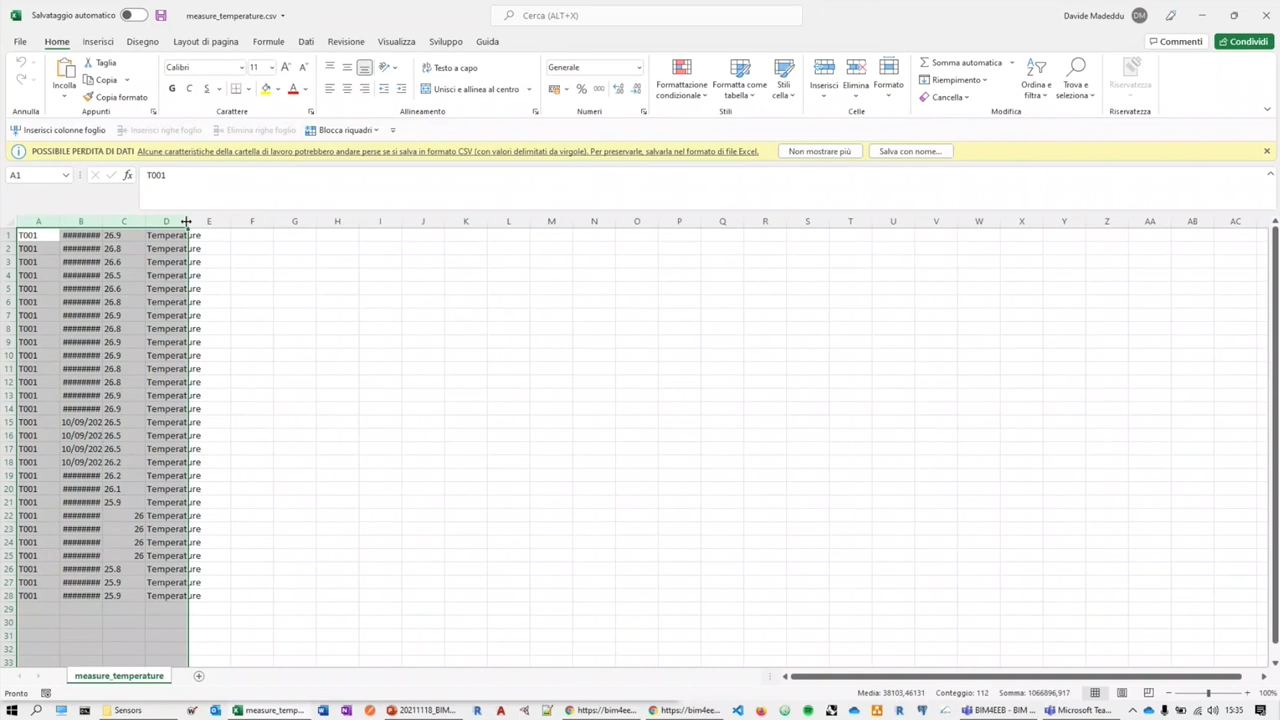 Salvataggio automatico measure_temperature.csv Cerca (ALT+X) Davide Madeddu DM
File Home Inserisci Disegno Layout di pagina Formule Dati Revisione Visualizza Sviluppo Guida Commenti Condividi
Taglia Calibri 11 Testo a capo Generale Somma automatica
Incolla Copia Riempimento
Copia formato G C S Unisci e allinea al centro % 000 Cancella
Formattazione condizionale Formatta come tabella Stili cella Inserisci Elimina Formato Ordina e filtra Trova e seleziona Riservatezza
Annulla Appunti Carattere Allineamento Numeri Stili Celle Modifica Riservatezza
Inserisci colonne foglio Inserisci righe foglio Elimina righe foglio Blocca riquadri
POSSIBILE PERDITA DI DATI Alcune caratteristiche della cartella di lavoro potrebbero andare perse se si salva in formato CSV (con valori delimitati da virgole). Per preservarle, salvarla nel formato di file Excel. Non mostrare più Salva con nome...
A1 fx T001
A B C D E F G H I J K L M N O P Q R S T U V W X Y Z AA AB AC
1 T001 ######## 26.9 Temperature
2 T001 ######## 26.8 Temperature
3 T001 ######## 26.6 Temperature
4 T001 ######## 26.5 Temperature
5 T001 ######## 26.6 Temperature
6 T001 ######## 26.8 Temperature
7 T001 ######## 26.9 Temperature
8 T001 ######## 26.8 Temperature
9 T001 ######## 26.9 Temperature
10 T001 ######## 26.9 Temperature
11 T001 ######## 26.8 Temperature
12 T001 ######## 26.8 Temperature
13 T001 ######## 26.9 Temperature
14 T001 ######## 26.9 Temperature
15 T001 10/09/202 26.5 Temperature
16 T001 10/09/202 26.5 Temperature
17 T001 10/09/202 26.5 Temperature
18 T001 10/09/202 26.2 Temperature
19 T001 ######## 26.2 Temperature
20 T001 ######## 26.1 Temperature
21 T001 ######## 25.9 Temperature
22 T001 ######## 26 Temperature
23 T001 ######## 26 Temperature
24 T001 ######## 26 Temperature
25 T001 ######## 26 Temperature
26 T001 ######## 25.8 Temperature
27 T001 ######## 25.9 Temperature
28 T001 ######## 25.9 Temperature
29
30
31
32
33
measure_temperature
Pronto Media: 38103,46131 Conteggio: 112 Somma: 1066896,917 100%
Sensors measure_temp... 20211118_BIM... https://bim4ee... https://bim4ee... BIM4EEB - Micr... Microsoft Tea... 15:35